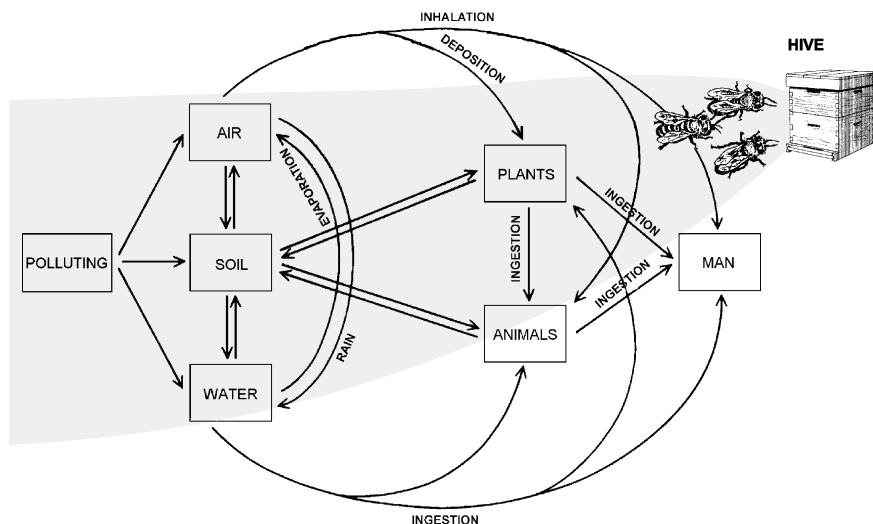 INHALATION
DEPOSITION
HIVE
AIR
EVAPORATION
PLANTS
INGESTION
INGESTION
POLLUTING
SOIL
MAN
INGESTION
RAIN
ANIMALS
WATER
INGESTION